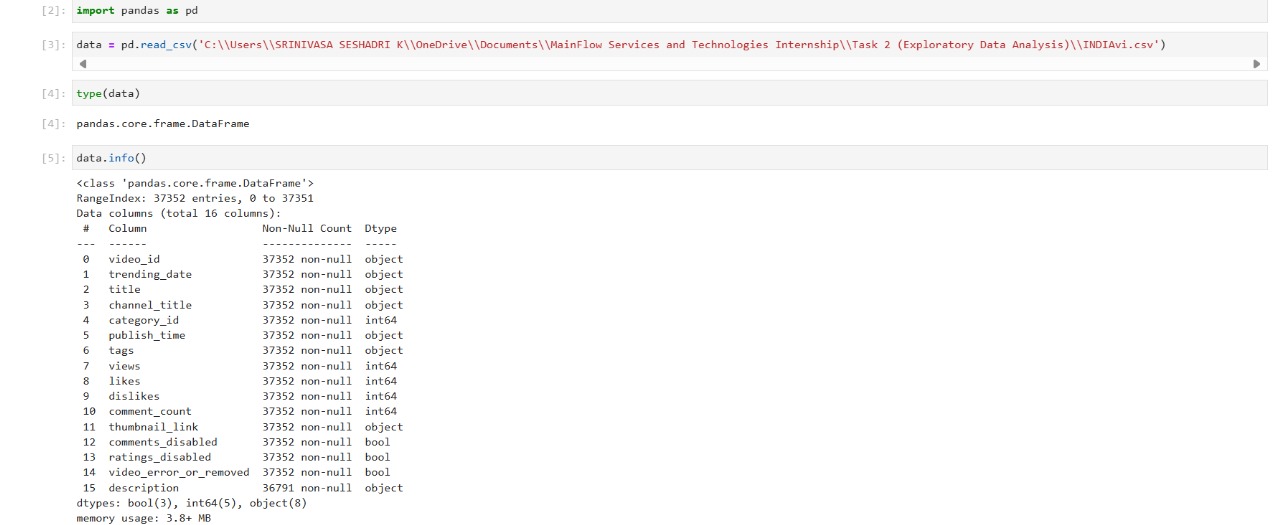 [2]: import pandas as pd
[3]: data = pd.read_csv('C:\\Users\\SRINIVASA SESHADRI K\\OneDrive\\Documents\\MainFlow Services and Technologies Internship\\Task 2 (Exploratory Data Analysis)\\INDIAvi.csv')
[4]: type(data)
[4]: pandas.core.frame.DataFrame
[5]: data.info()
<class 'pandas.core.frame.DataFrame'>
RangeIndex: 37352 entries, 0 to 37351
Data columns (total 16 columns):
 #   Column                  Non-Null Count  Dtype
---  ------                  --------------  -----
 0   video_id                37352 non-null  object
 1   trending_date           37352 non-null  object
 2   title                   37352 non-null  object
 3   channel_title           37352 non-null  object
 4   category_id             37352 non-null  int64
 5   publish_time            37352 non-null  object
 6   tags                    37352 non-null  object
 7   views                   37352 non-null  int64
 8   likes                   37352 non-null  int64
 9   dislikes                37352 non-null  int64
 10  comment_count           37352 non-null  int64
 11  thumbnail_link          37352 non-null  object
 12  comments_disabled       37352 non-null  bool
 13  ratings_disabled        37352 non-null  bool
 14  video_error_or_removed  37352 non-null  bool
 15  description             36791 non-null  object
dtypes: bool(3), int64(5), object(8)
memory usage: 3.8+ MB